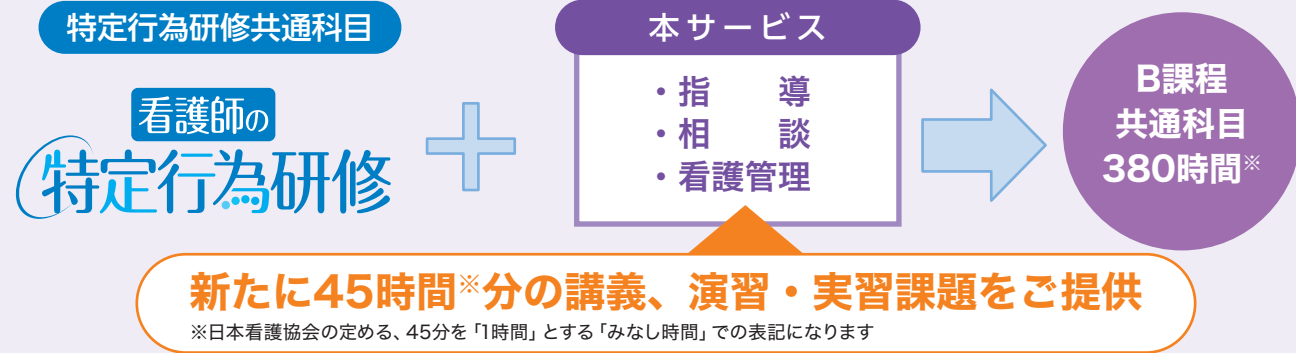 特定行為研修共通科目
看護師の
特定行為研修
本サービス
・指　導
・相　談
・看護管理
B課程
共通科目
380時間※
新たに45時間※分の講義、演習・実習課題をご提供
※日本看護協会の定める、45分を「1時間」とする「みなし時間」での表記になります